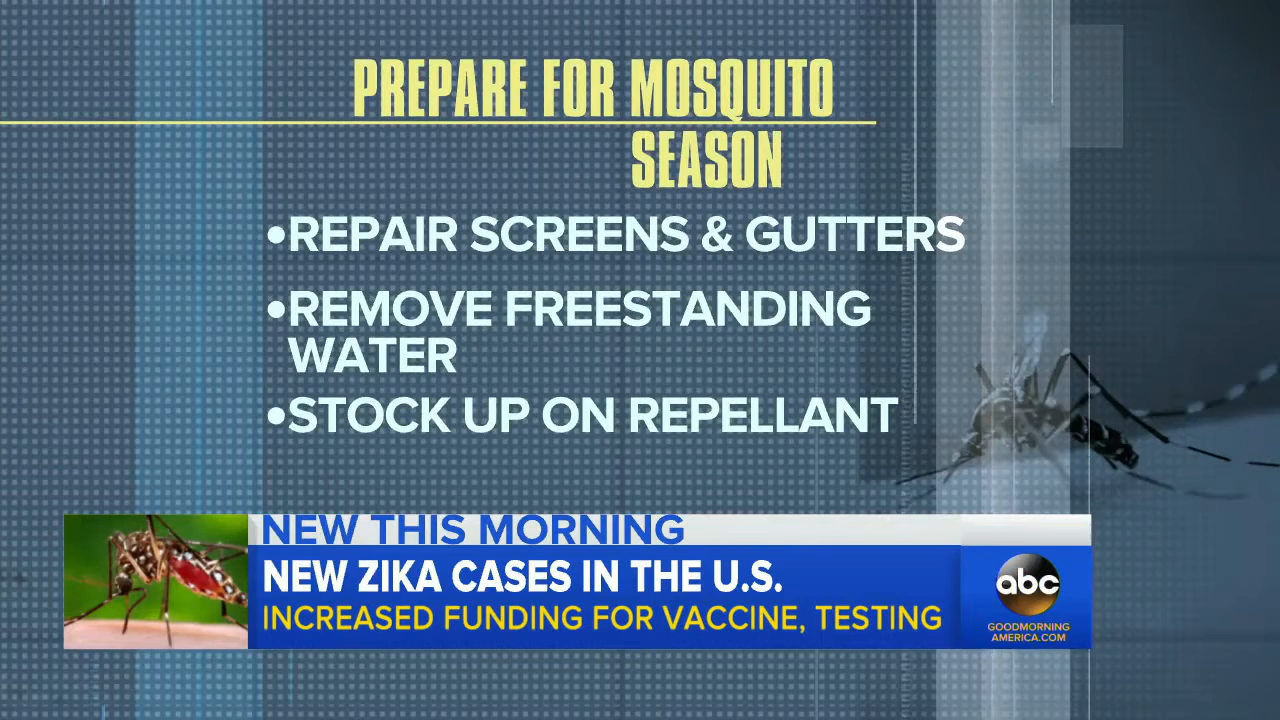 PREPARE FOR MOSQUITO
SEASON
•REPAIR SCREENS & GUTTERS
•REMOVE FREESTANDING
WATER
•STOCK UP ON REPELLANT
NEW THIS MORNING
NEW ZIKA CASES IN THE U.S.
INCREASED FUNDING FOR VACCINE, TESTING
abc
GOODMORNING
AMERICA.COM